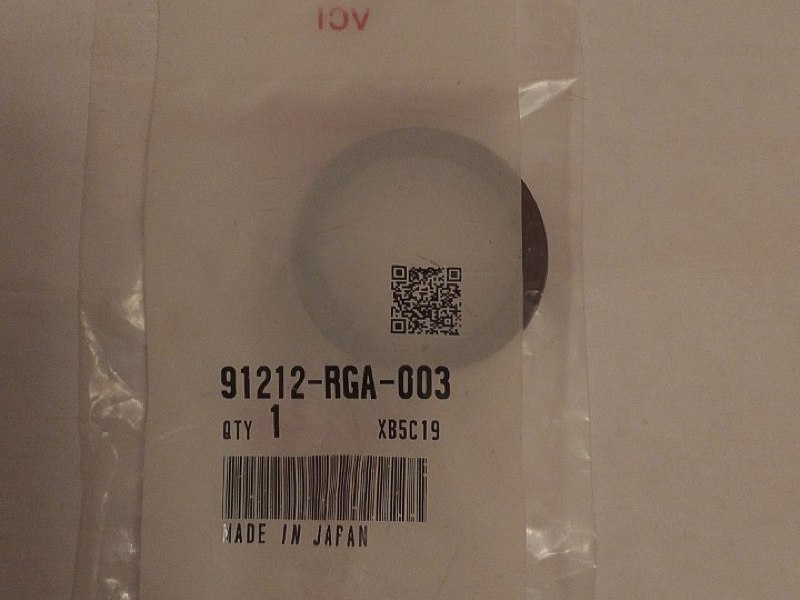 VCI
91212-RGA-003
QTY 1 XB5C19
MADE IN JAPAN